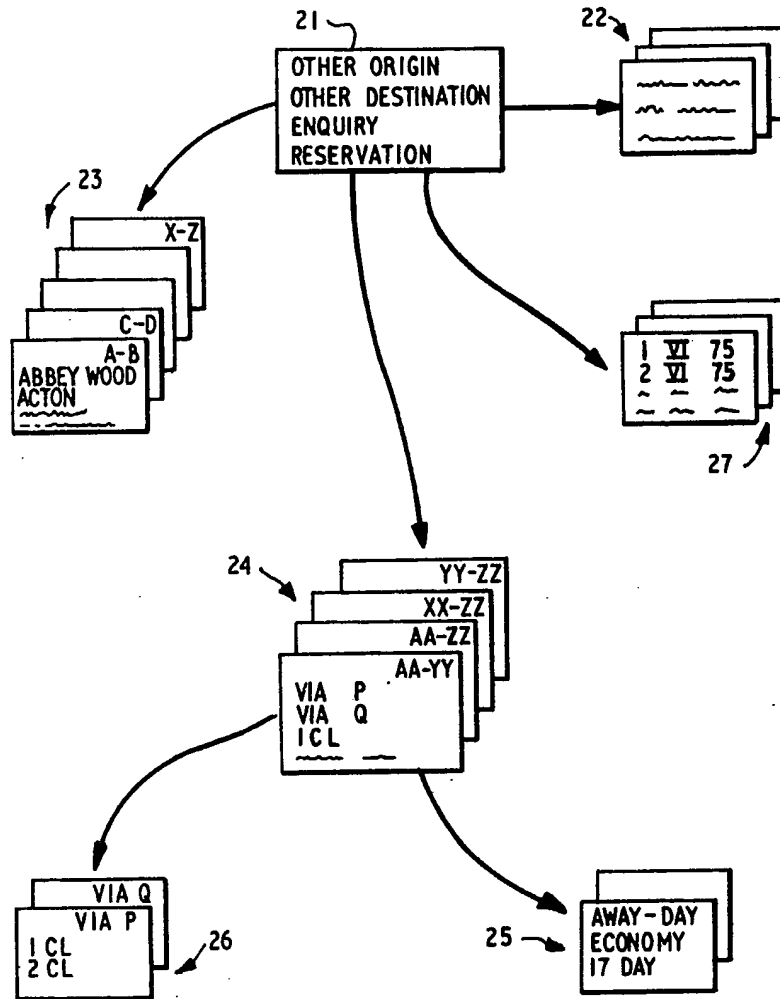 21
OTHER ORIGIN
OTHER DESTINATION
ENQUIRY
RESERVATION
22
23
X-Z
C-D
A-B
ABBEY WOOD
ACTON
1 VI 75
2 VI 75
27
24
YY-ZZ
XX-ZZ
AA-ZZ
AA-YY
VIA P
VIA Q
1 CL
VIA Q
VIA P
1 CL
2 CL
26
25
AWAY-DAY
ECONOMY
17 DAY